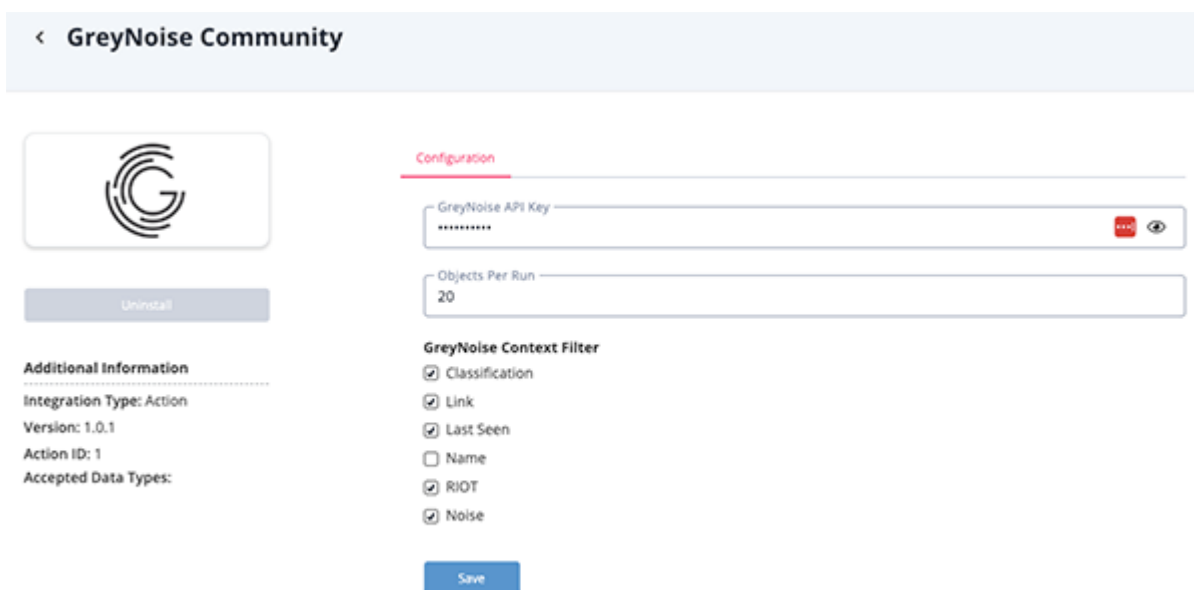 GreyNoise Community
Uninstall
Additional Information
Integration Type: Action
Version: 1.0.1
Action ID: 1
Accepted Data Types:
Configuration
GreyNoise API Key
••••••••••
Objects Per Run
20
GreyNoise Context Filter
Classification
Link
Last Seen
Name
RIOT
Noise
Save